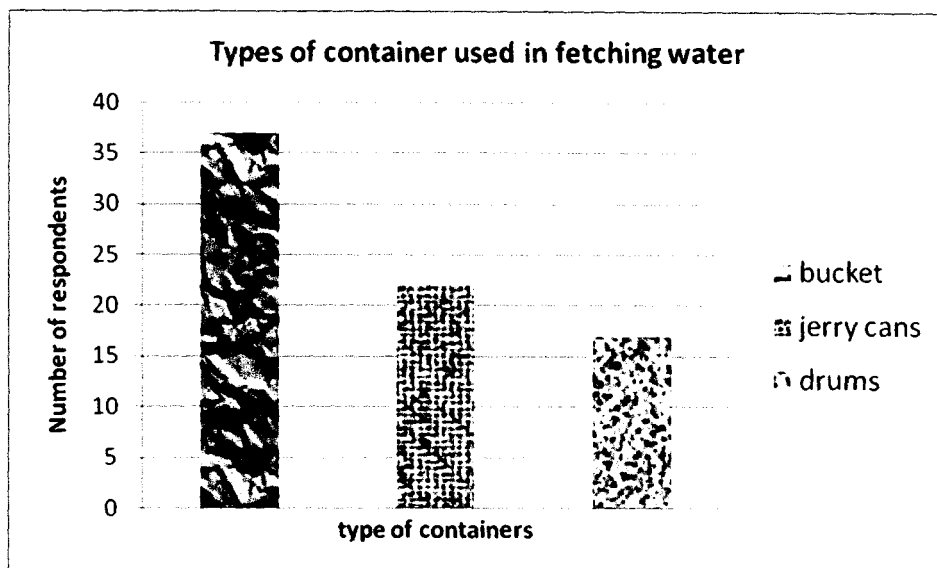 Types of container used in fetching water
40
35
30
25
20
15
10
5
0
Number of respondents
type of containers
bucket
jerry cans
drums